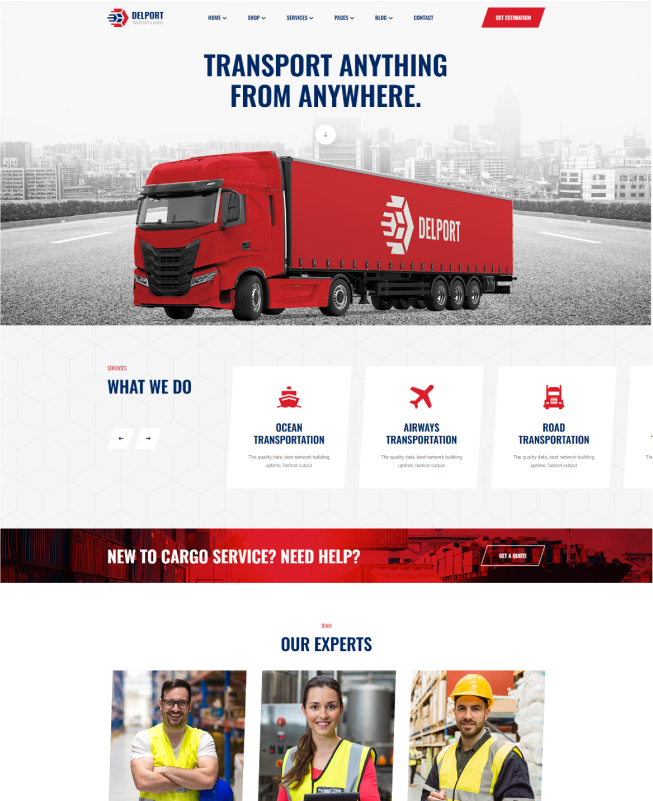 DELPORT
HOME
SHOP
SERVICES
PAGES
BLOG
CONTACT
GET ESTIMATION
TRANSPORT ANYTHING
FROM ANYWHERE.
DELPORT
SERVICES
WHAT WE DO
OCEAN
TRANSPORTATION
The quality data, best network building
uptime, fastest output
AIRWAYS
TRANSPORTATION
The quality data, best network building
uptime, fastest output
ROAD
TRANSPORTATION
The quality data, best network building
uptime, fastest output
NEW TO CARGO SERVICE? NEED HELP?
GET A QUOTE
TEAM
OUR EXPERTS